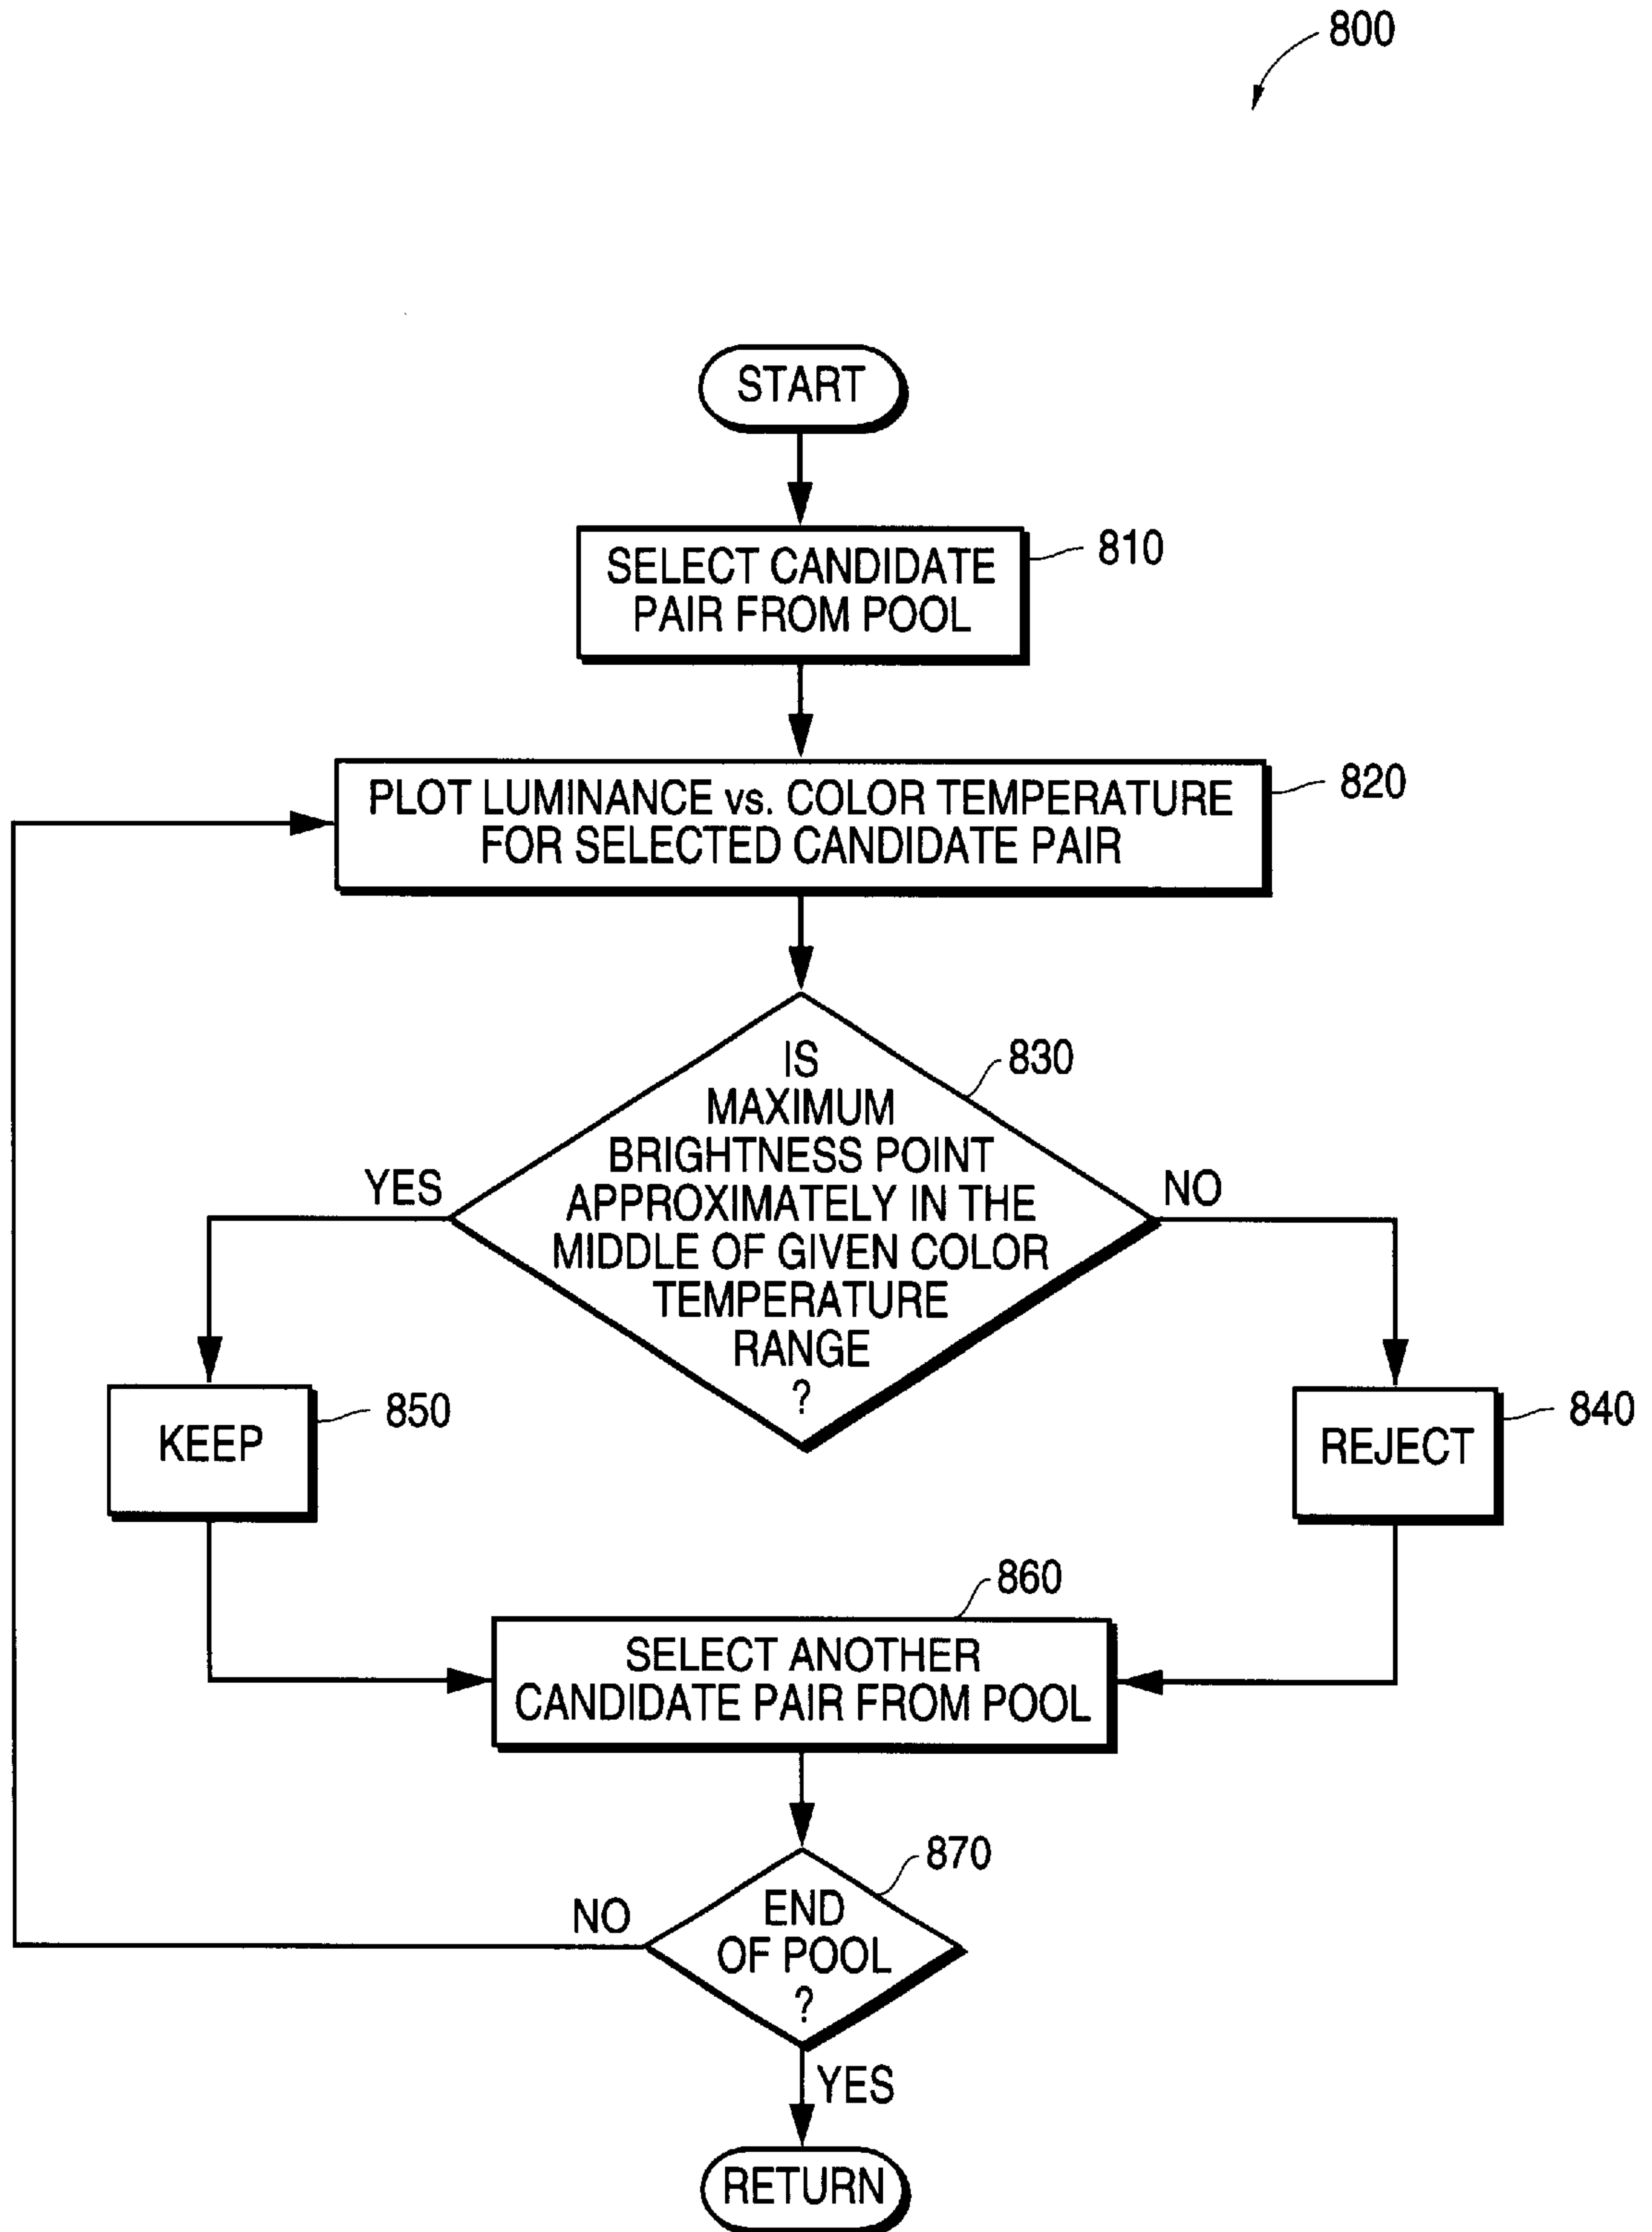 800
START
SELECT CANDIDATE
PAIR FROM POOL
810
PLOT LUMINANCE vs. COLOR TEMPERATURE
FOR SELECTED CANDIDATE PAIR
820
IS
MAXIMUM
BRIGHTNESS POINT
APPROXIMATELY IN THE
MIDDLE OF GIVEN COLOR
TEMPERATURE
RANGE
?
830
YES
NO
KEEP
850
REJECT
840
860
SELECT ANOTHER
CANDIDATE PAIR FROM POOL
870
END
OF POOL
?
NO
YES
RETURN